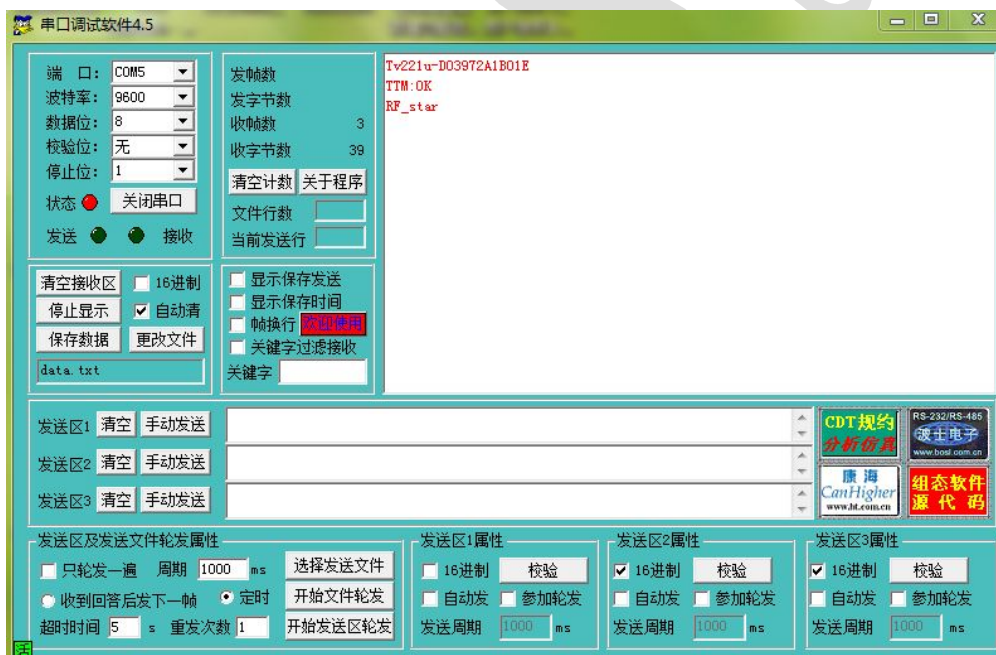 串口调试软件4.5
端 口: COM5
波特率: 9600
数据位: 8
校验位: 无
停止位: 1
状态 关闭串口
发送 接收
发帧数
发字节数
收帧数 3
收字节数 39
清空计数 关于程序
文件行数
当前发送行
Tv221u-D03972A1B01E
TTM:OK
RF_star
清空接收区 16进制
停止显示 自动清
保存数据 更改文件
data.txt
显示保存发送
显示保存时间
帧换行 欢迎使用
关键字过滤接收
关键字
发送区1 清空 手动发送
发送区2 清空 手动发送
发送区3 清空 手动发送
CDT规约
分析仿真
RS-232/RS-485
波士电子
www.bosi.com.cn
康海
CanHigher
www.ht.com.cn
组态软件
源代码
发送区及发送文件轮发属性
只轮发一遍 周期 1000 ms 选择发送文件
收到回答后发下一帧 定时 开始文件轮发
超时时间 5 s 重发次数 1 开始发送区轮发
发送区1属性
16进制 校验
自动发 参加轮发
发送周期 1000 ms
发送区2属性
16进制 校验
自动发 参加轮发
发送周期 1000 ms
发送区3属性
16进制 校验
自动发 参加轮发
发送周期 1000 ms
活